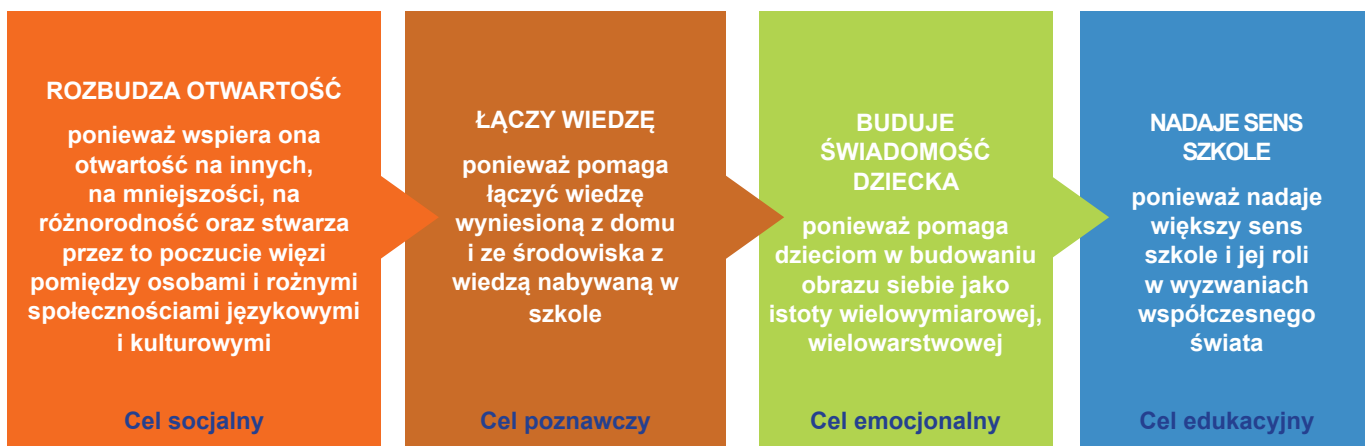 ROZBUDZA OTWARTOŚĆ
ponieważ wspiera ona
otwartość na innych,
na mniejszości, na
różnorodność oraz stwarza
przez to poczucie więzi
pomiędzy osobami i rożnymi
społecznościami językowymi
i kulturowymi
Cel socjalny
ŁĄCZY WIEDZĘ
ponieważ pomaga
łączyć wiedzę
wyniesioną z domu
i ze środowiska z
wiedzą nabywaną w
szkole
Cel poznawczy
BUDUJE
ŚWIADOMOŚĆ
DZIECKA
ponieważ pomaga
dzieciom w budowaniu
obrazu siebie jako
istoty wielowymiarowej,
wielowarstwowej
Cel emocjonalny
NADAJE SENS
SZKOLE
ponieważ nadaje
większy sens
szkole i jej roli
w wyzwaniach
współczesnego
świata
Cel edukacyjny